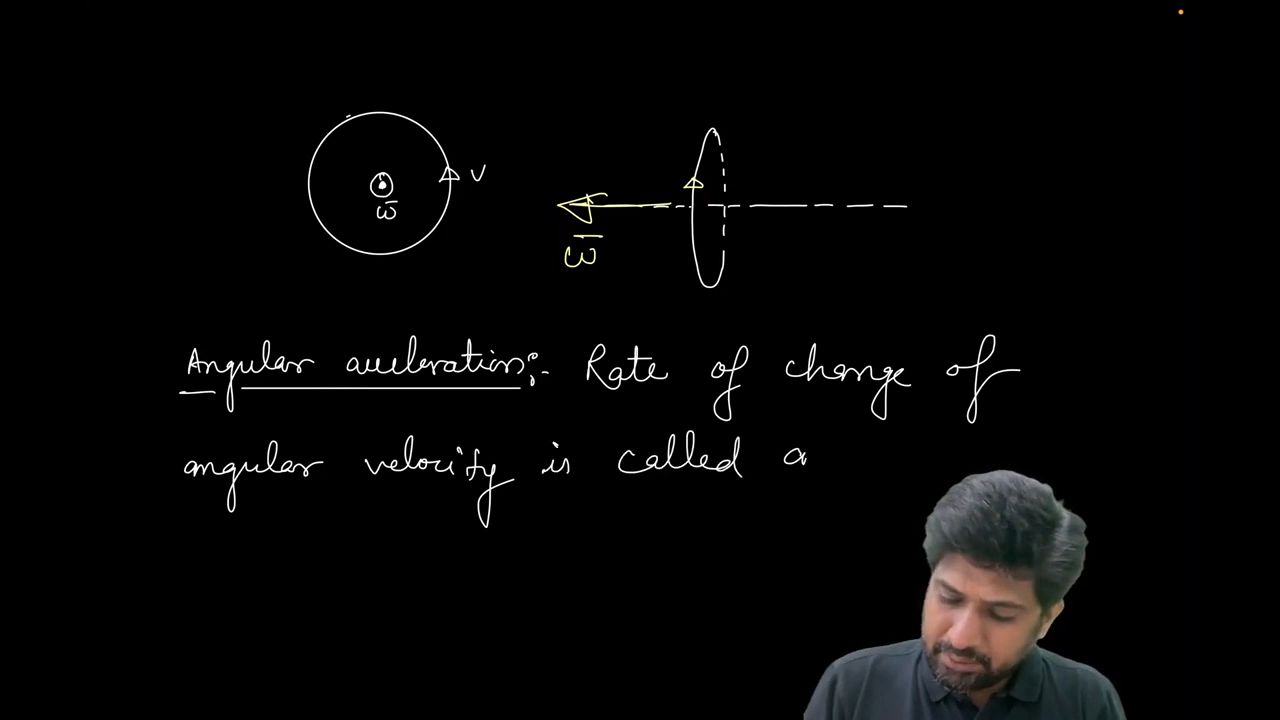 V
ω̅
ω̅
Angular acceleration:- Rate of change of
angular velocity is called a